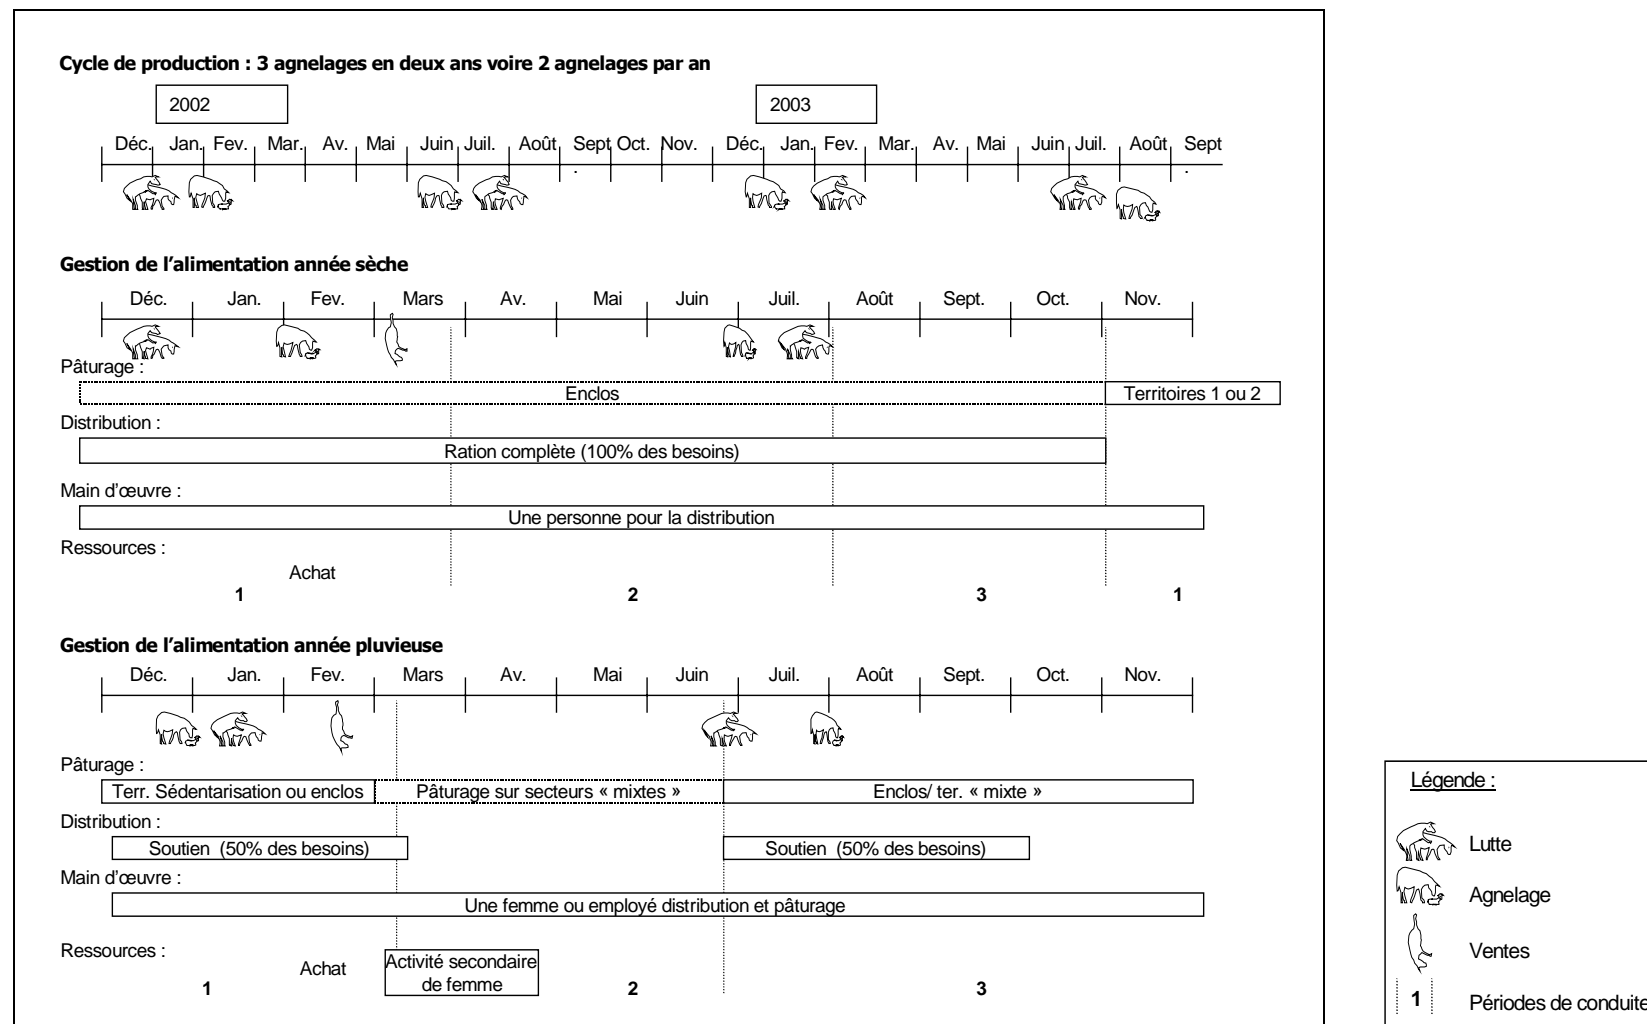 Cycle de production : 3 agnelages en deux ans voire 2 agnelages par an
2002
2003
Déc. Jan. Fev. Mar. Av. Mai Juin Juil. Août Sept. Oct. Nov. Déc. Jan. Fev. Mar. Av. Mai Juin Juil. Août Sept.
Gestion de l'alimentation année sèche
Déc. Jan. Fev. Mars Av. Mai Juin Juil. Août Sept. Oct. Nov.
Pâturage :
Enclos Territoires 1 ou 2
Distribution :
Ration complète (100% des besoins)
Main d'œuvre :
Une personne pour la distribution
Ressources :
Achat
1 2 3 1
Gestion de l'alimentation année pluvieuse
Déc. Jan. Fev. Mars Av. Mai Juin Juil. Août Sept. Oct. Nov.
Pâturage :
Terr. Sédentarisation ou enclos Pâturage sur secteurs « mixtes » Enclos/ ter. « mixte »
Distribution :
Soutien (50% des besoins) Soutien (50% des besoins)
Main d'œuvre :
Une femme ou employé distribution et pâturage
Ressources :
Achat
Activité secondaire
de femme
1 2 3
Légende :
Lutte
Agnelage
Ventes
1 Périodes de conduite